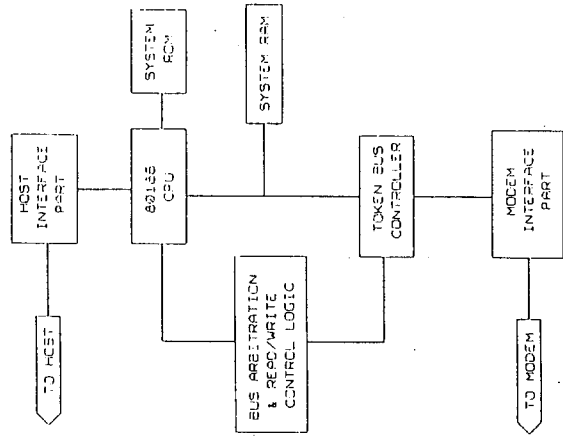 HOST
INTERFACE
PART
TO HOST
80186
CPU
SYSTEM
ROM
SYSTEM RAM
BUS ARBITRATION
& READ/WRITE
CONTROL LOGIC
TOKEN BUS
CONTROLLER
MODEM
INTERFACE
PART
TO MODEM